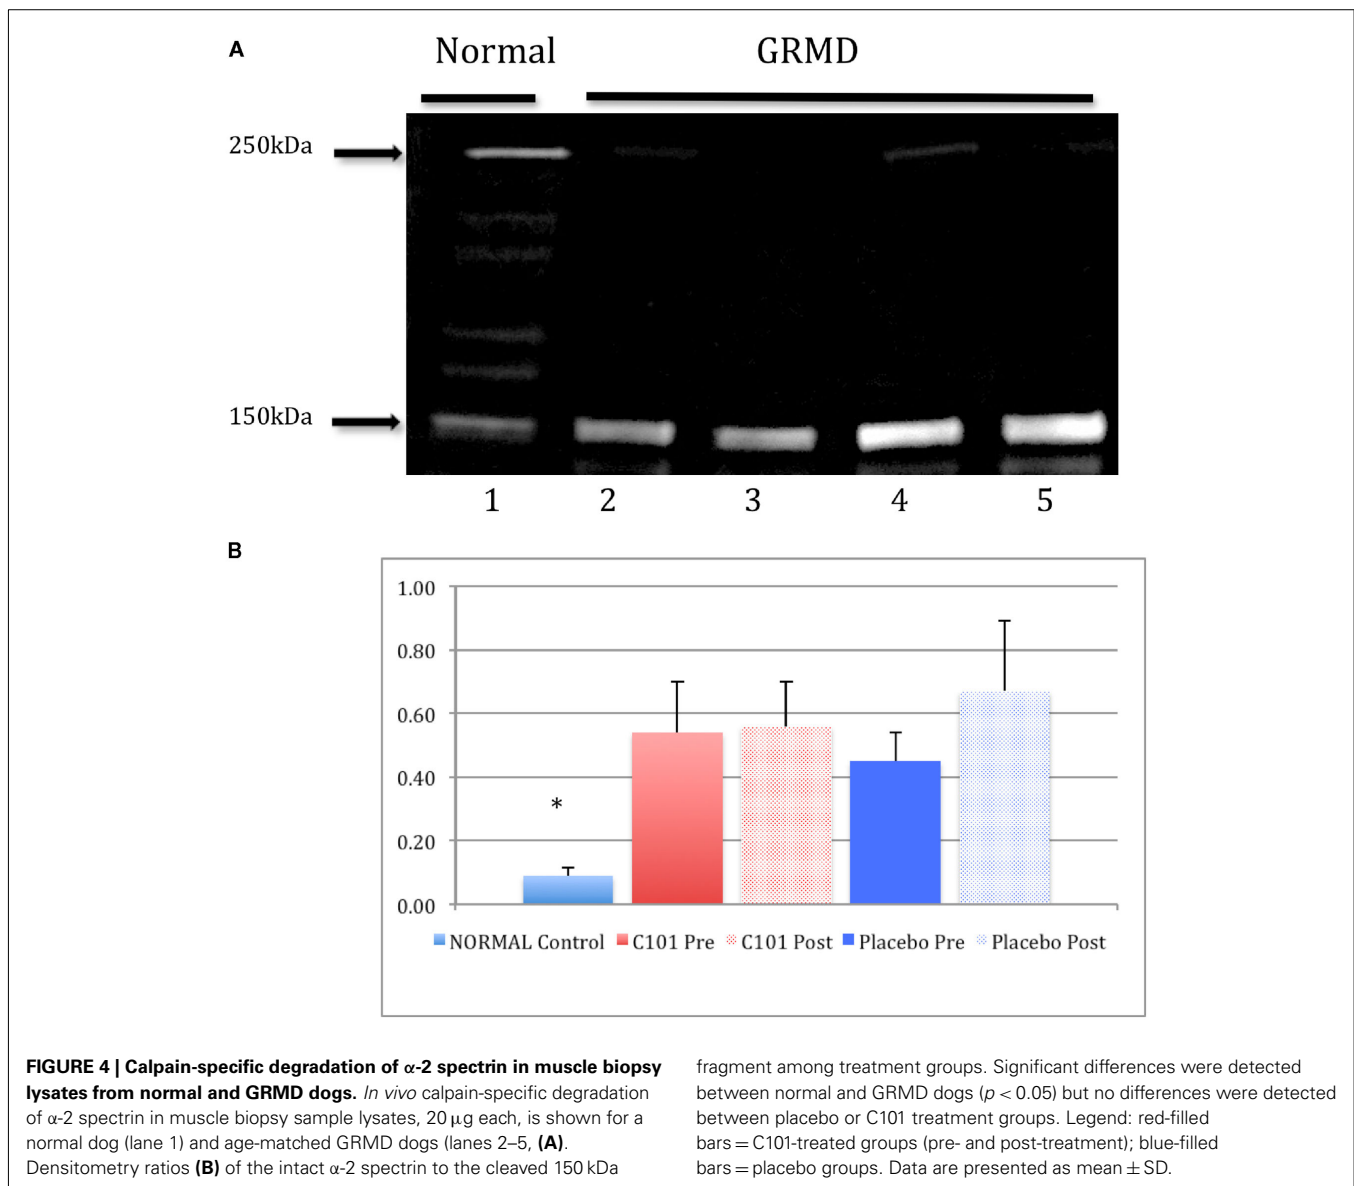 A
Normal
GRMD
250kDa
150kDa
1 2 3 4 5
B
1.00
0.80
0.60
0.40
0.20
0.00
*
NORMAL Control C101 Pre C101 Post Placebo Pre Placebo Post
FIGURE 4 | Calpain-specific degradation of α-2 spectrin in muscle biopsy
lysates from normal and GRMD dogs. In vivo calpain-specific degradation
of α-2 spectrin in muscle biopsy sample lysates, 20 μg each, is shown for a
normal dog (lane 1) and age-matched GRMD dogs (lanes 2–5, (A).
Densitometry ratios (B) of the intact α-2 spectrin to the cleaved 150 kDa
fragment among treatment groups. Significant differences were detected
between normal and GRMD dogs (p < 0.05) but no differences were detected
between placebo or C101 treatment groups. Legend: red-filled
bars = C101-treated groups (pre- and post-treatment); blue-filled
bars = placebo groups. Data are presented as mean ± SD.